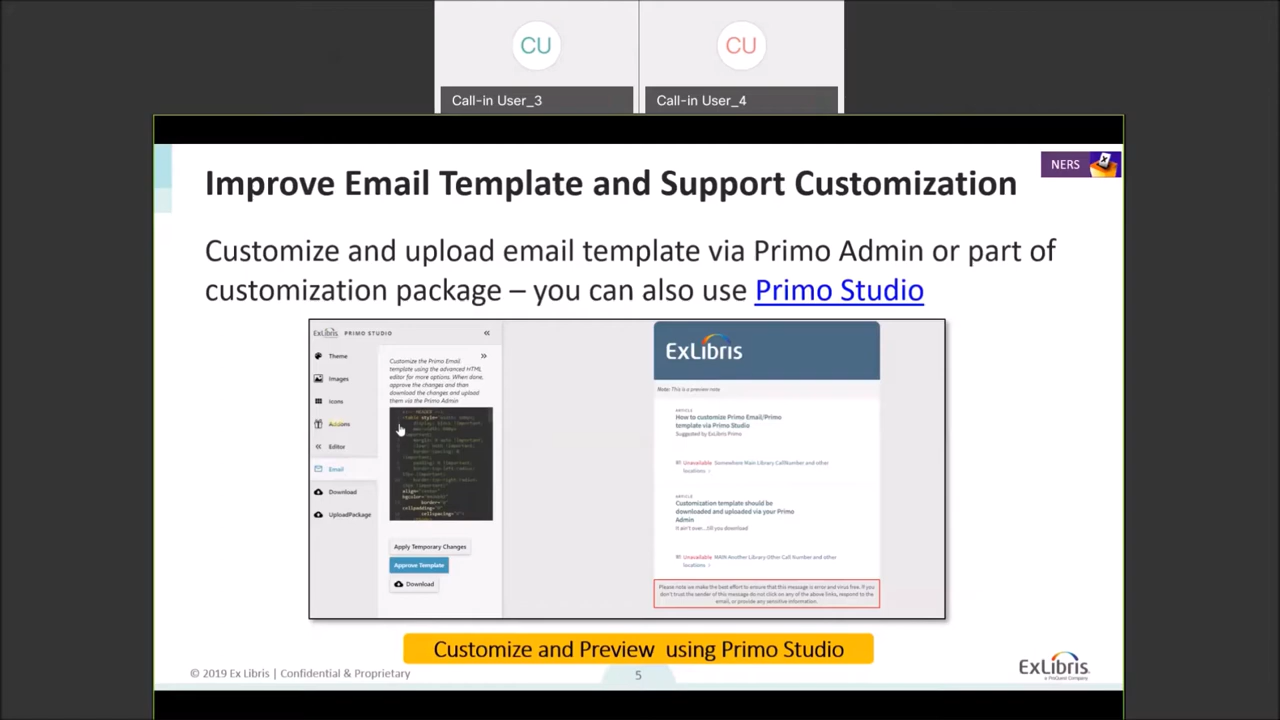 CU
CU
Call-in User_3
Call-in User_4
NERS
Improve Email Template and Support Customization
Customize and upload email template via Primo Admin or part of
customization package – you can also use Primo Studio
ExLibris PRIMO STUDIO
Theme
Images
Icons
Addons
Editor
Email
Download
UploadPackage
Customize the Primo Email
template using the advanced HTML
editor for more options. When done,
approve the changes and then
download the changes and upload
them via the Primo Admin
Apply Temporary Changes
Approve Template
Download
ExLibris
Note: This is a preview note
ARTICLE
How to customize Primo Email/Primo
template via Primo Studio
Suggested by ExLibris Primo
Unavailable Somewhere Main Library CallNumber and other
locations
ARTICLE
Customization template should be
downloaded and uploaded via your Primo
Admin
It ain't over...till you download
Unavailable MAIN Another Library Other Call Number and other
locations
Please note we make the best effort to ensure that this message is error and virus free. If you
don't trust the sender of this message do not click on any of the above links, respond to the
email, or provide any sensitive information.
Customize and Preview using Primo Studio
© 2019 Ex Libris | Confidential & Proprietary
5
ExLibris
a ProQuest Company